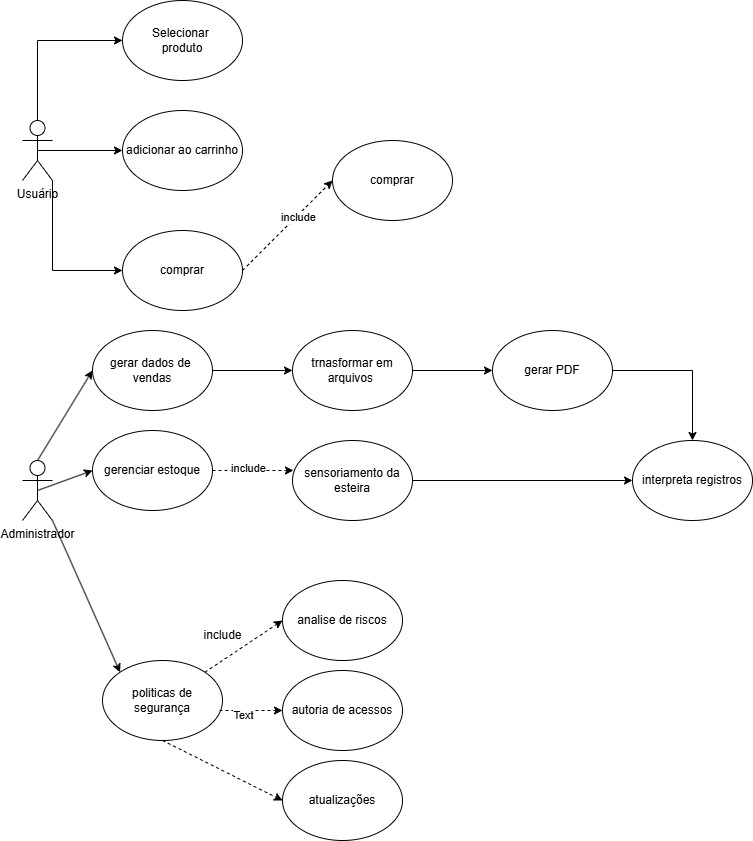 Selecionar
produto
adicionar ao carrinho
Usuário
comprar
include
comprar
gerar dados de
vendas
trnasformar em
arquivos
gerar PDF
gerenciar estoque
include
sensoriamento da
esteira
interpreta registros
Administrador
include
analise de riscos
politicas de
segurança
Text
autoria de acessos
atualizações